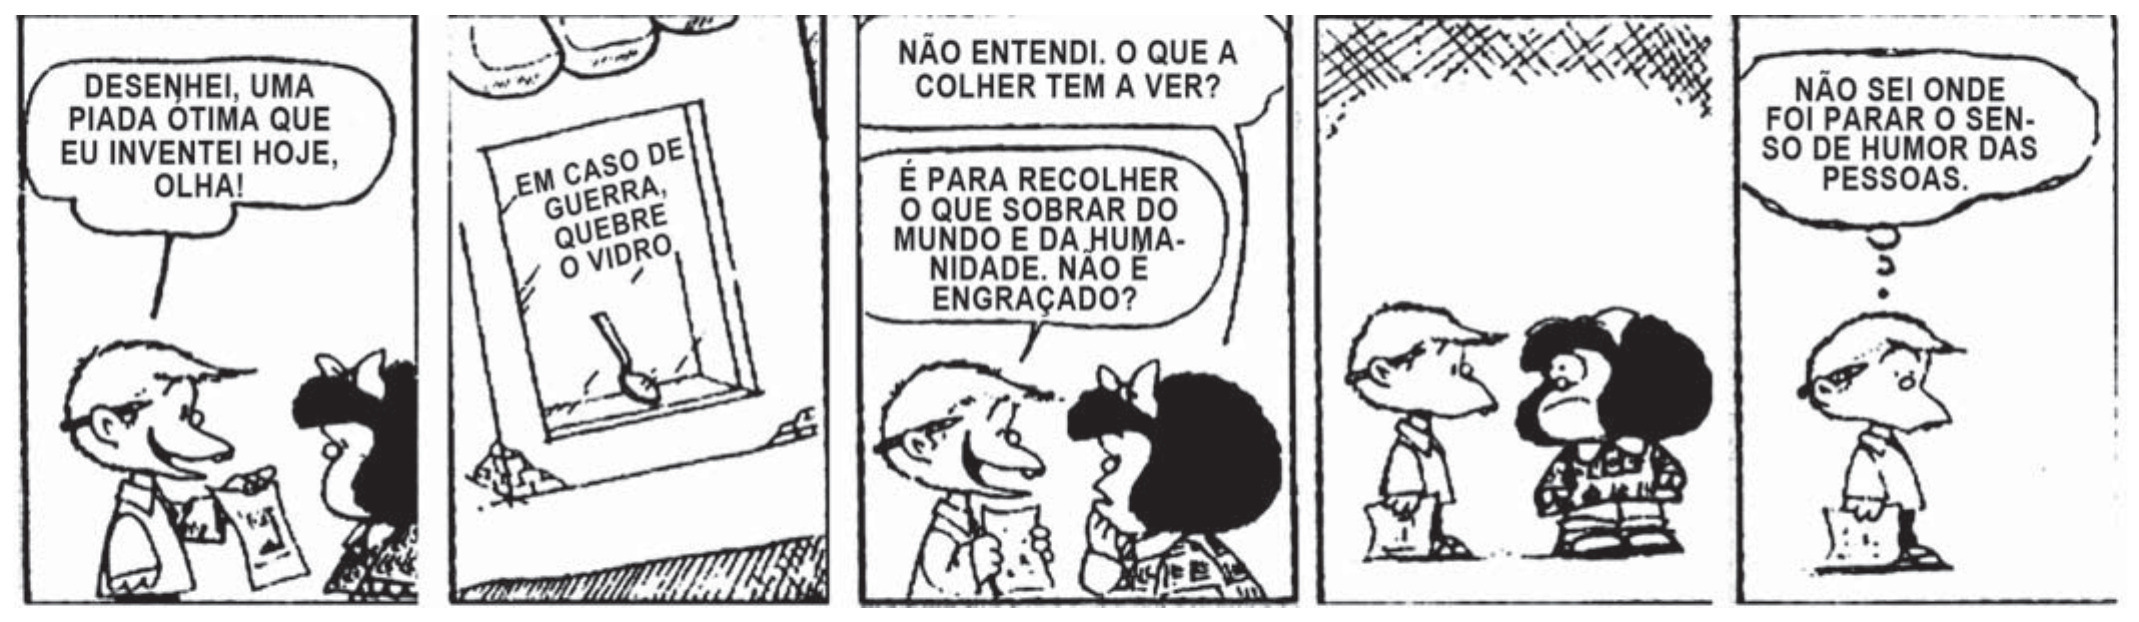 DESENHEI, UMA
PIADA ÓTIMA QUE
EU INVENTEI HOJE,
OLHA!
EM CASO DE
GUERRA,
QUEBRE
O VIDRO
NÃO ENTENDI. O QUE A
COLHER TEM A VER?
É PARA RECOLHER
O QUE SOBRAR DO
MUNDO E DA HUMA-
NIDADE. NÃO É
ENGRAÇADO?
NÃO SEI ONDE
FOI PARAR O SEN-
SO DE HUMOR DAS
PESSOAS.